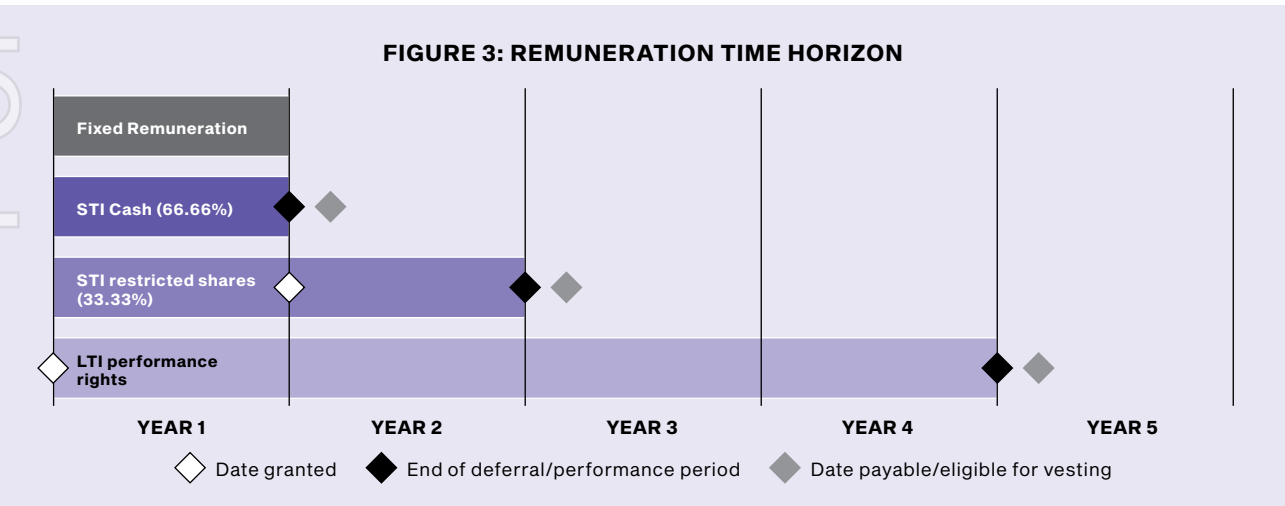 FIGURE 3: REMUNERATION TIME HORIZON
Fixed Remuneration
STI Cash (66.66%)
STI restricted shares
(33.33%)
LTI performance
rights
YEAR 1 YEAR 2 YEAR 3 YEAR 4 YEAR 5
Date granted End of deferral/performance period Date payable/eligible for vesting